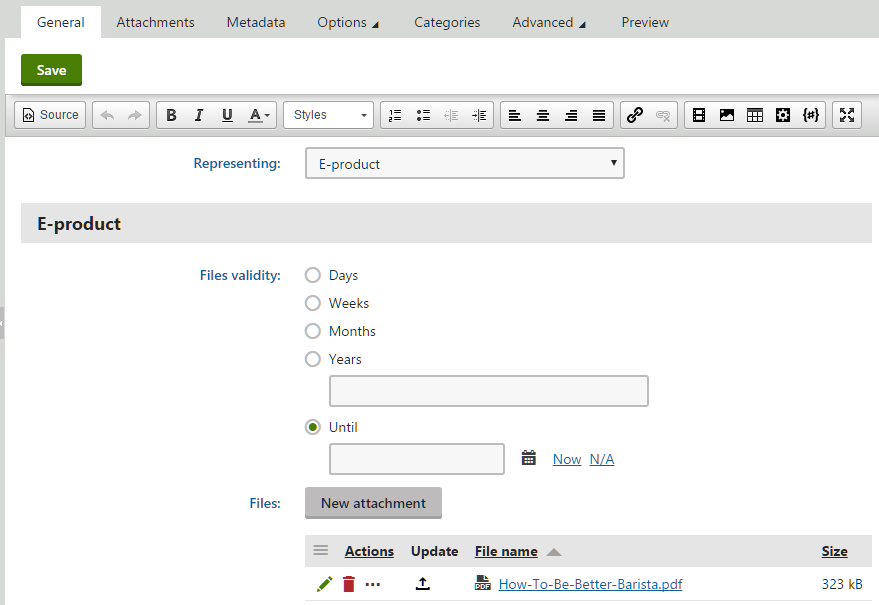 General Attachments Metadata Options Categories Advanced Preview
Save
Source B I U A Styles
Representing: E-product
E-product
Files validity: Days
Weeks
Months
Years
Until
Now N/A
Files: New attachment
Actions Update File name Size
PDF How-To-Be-Better-Barista.pdf 323 kB